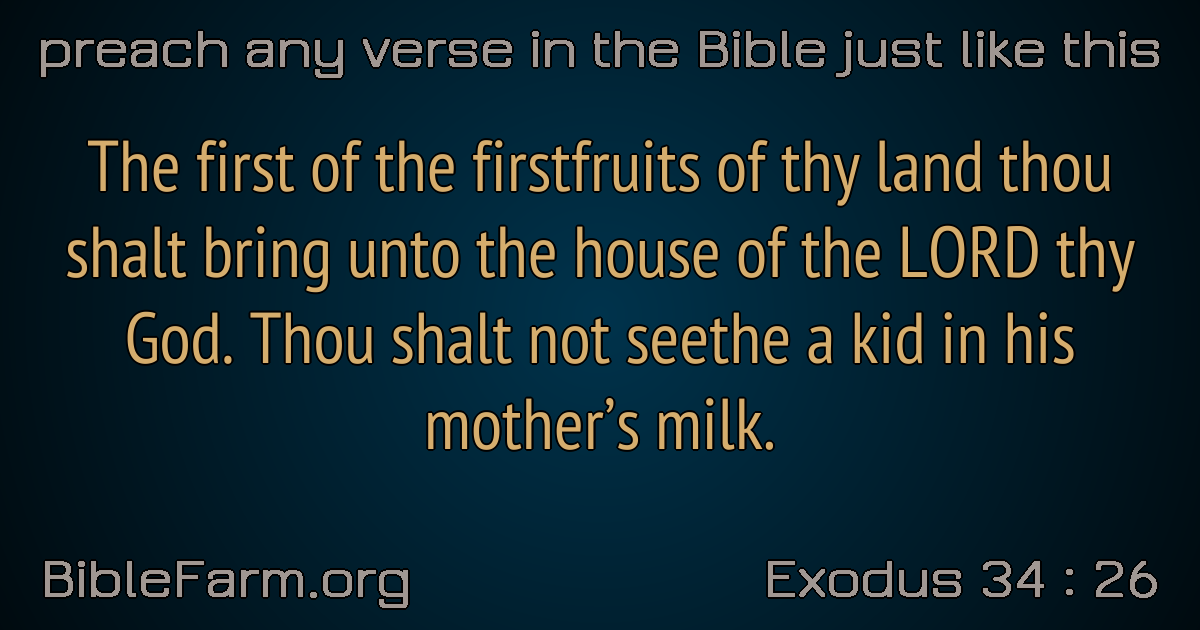 preach any verse in the Bible just like this
The first of the firstfruits of thy land thou
shalt bring unto the house of the LORD thy
God. Thou shalt not seethe a kid in his
mother’s milk.
BibleFarm.org
Exodus 34 : 26